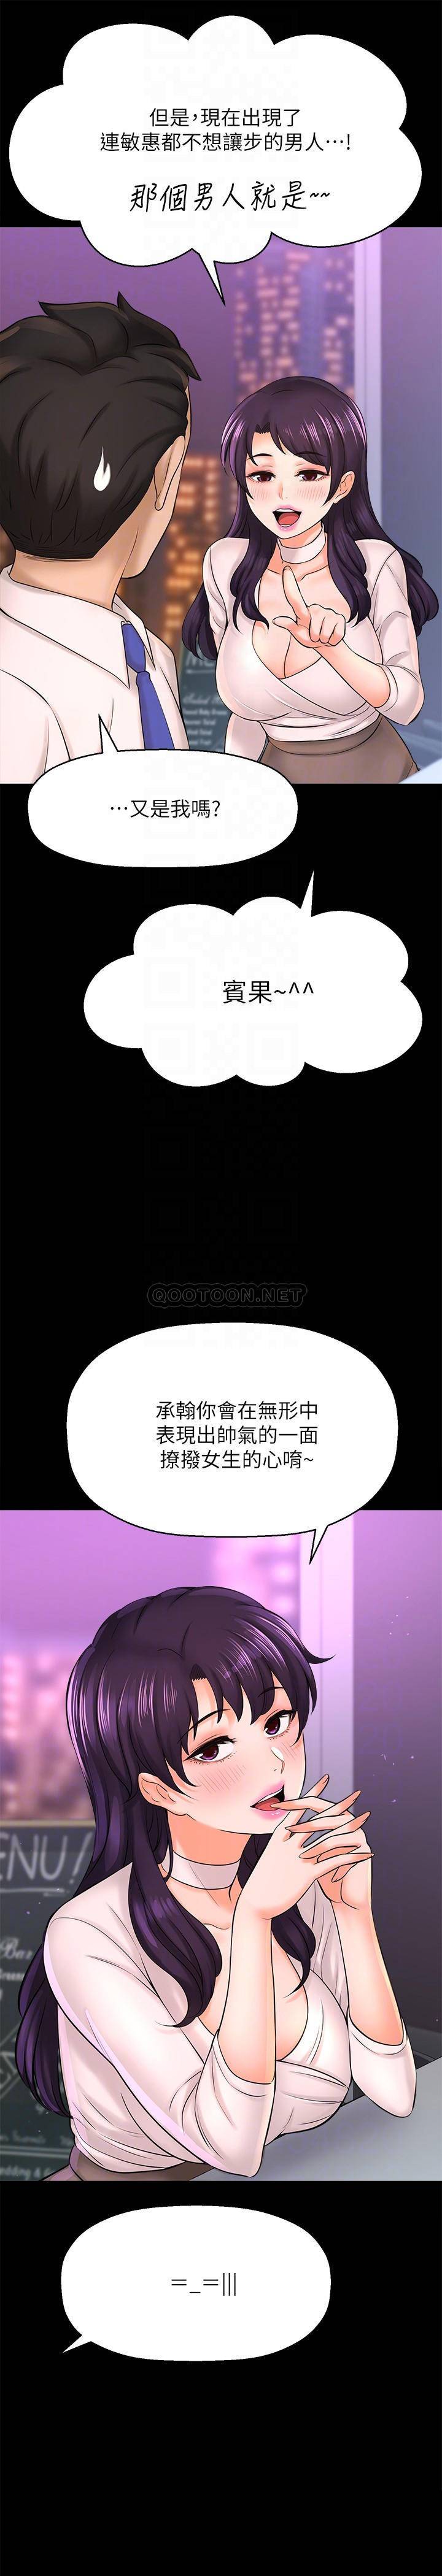 但是，現在出現了
連敏惠都不想讓步的男人…!
那個男人就是~~
…又是我嗎?
賓果~^^
QOOTOON.NET
承翰你會在無形中
表現出帥氣的一面
撩撥女生的心唷~
ENU!
=_=|||